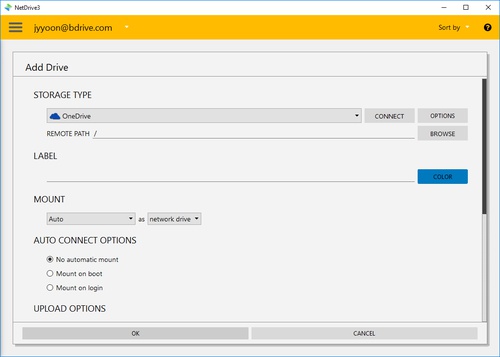 NetDrive3
jyyoon@bdrive.com
Sort by
Add Drive
STORAGE TYPE
OneDrive
CONNECT
OPTIONS
REMOTE PATH /
BROWSE
LABEL
COLOR
MOUNT
Auto as network drive
AUTO CONNECT OPTIONS
No automatic mount
Mount on boot
Mount on login
UPLOAD OPTIONS
OK
CANCEL